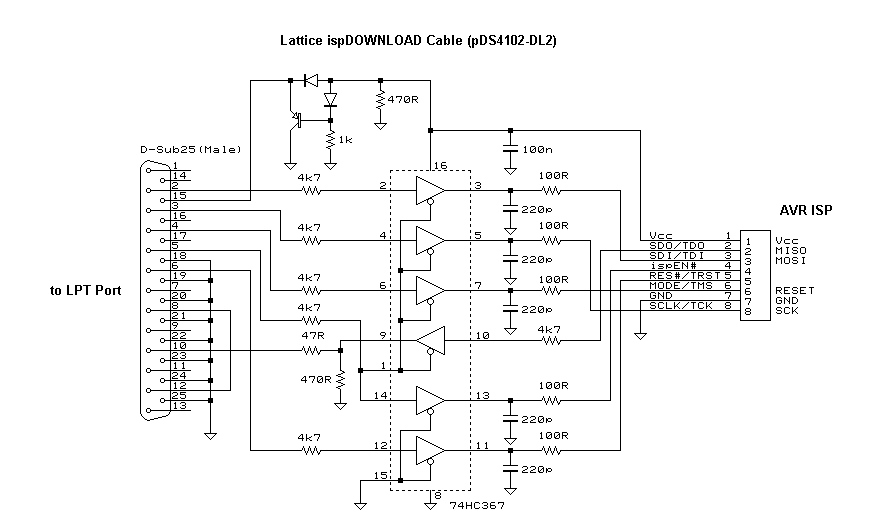 Lattice ispDOWNLOAD Cable (pDS4102-DL2)
470R
1k
100n
D-Sub25(Male)
to LPT Port
1
14
2
15
3
16
4
17
5
18
6
19
7
20
8
21
9
22
10
23
11
24
12
25
13
16
4k7
2
3
100R
220p
4k7
4
5
100R
220p
4k7
6
7
100R
220p
4k7
47R
9
10
4k7
470R
1
14
13
100R
220p
4k7
12
11
100R
220p
15
8
74HC367
AVR ISP
Vcc 1
SDO/TDO 2
SDI/TDI 3
ispEN# 4
RES#/TRST 5
MODE/TMS 6
GND 7
SCLK/TCK 8
1 Vcc
2 MISO
3 MOSI
4
5
6 RESET
7 GND
8 SCK